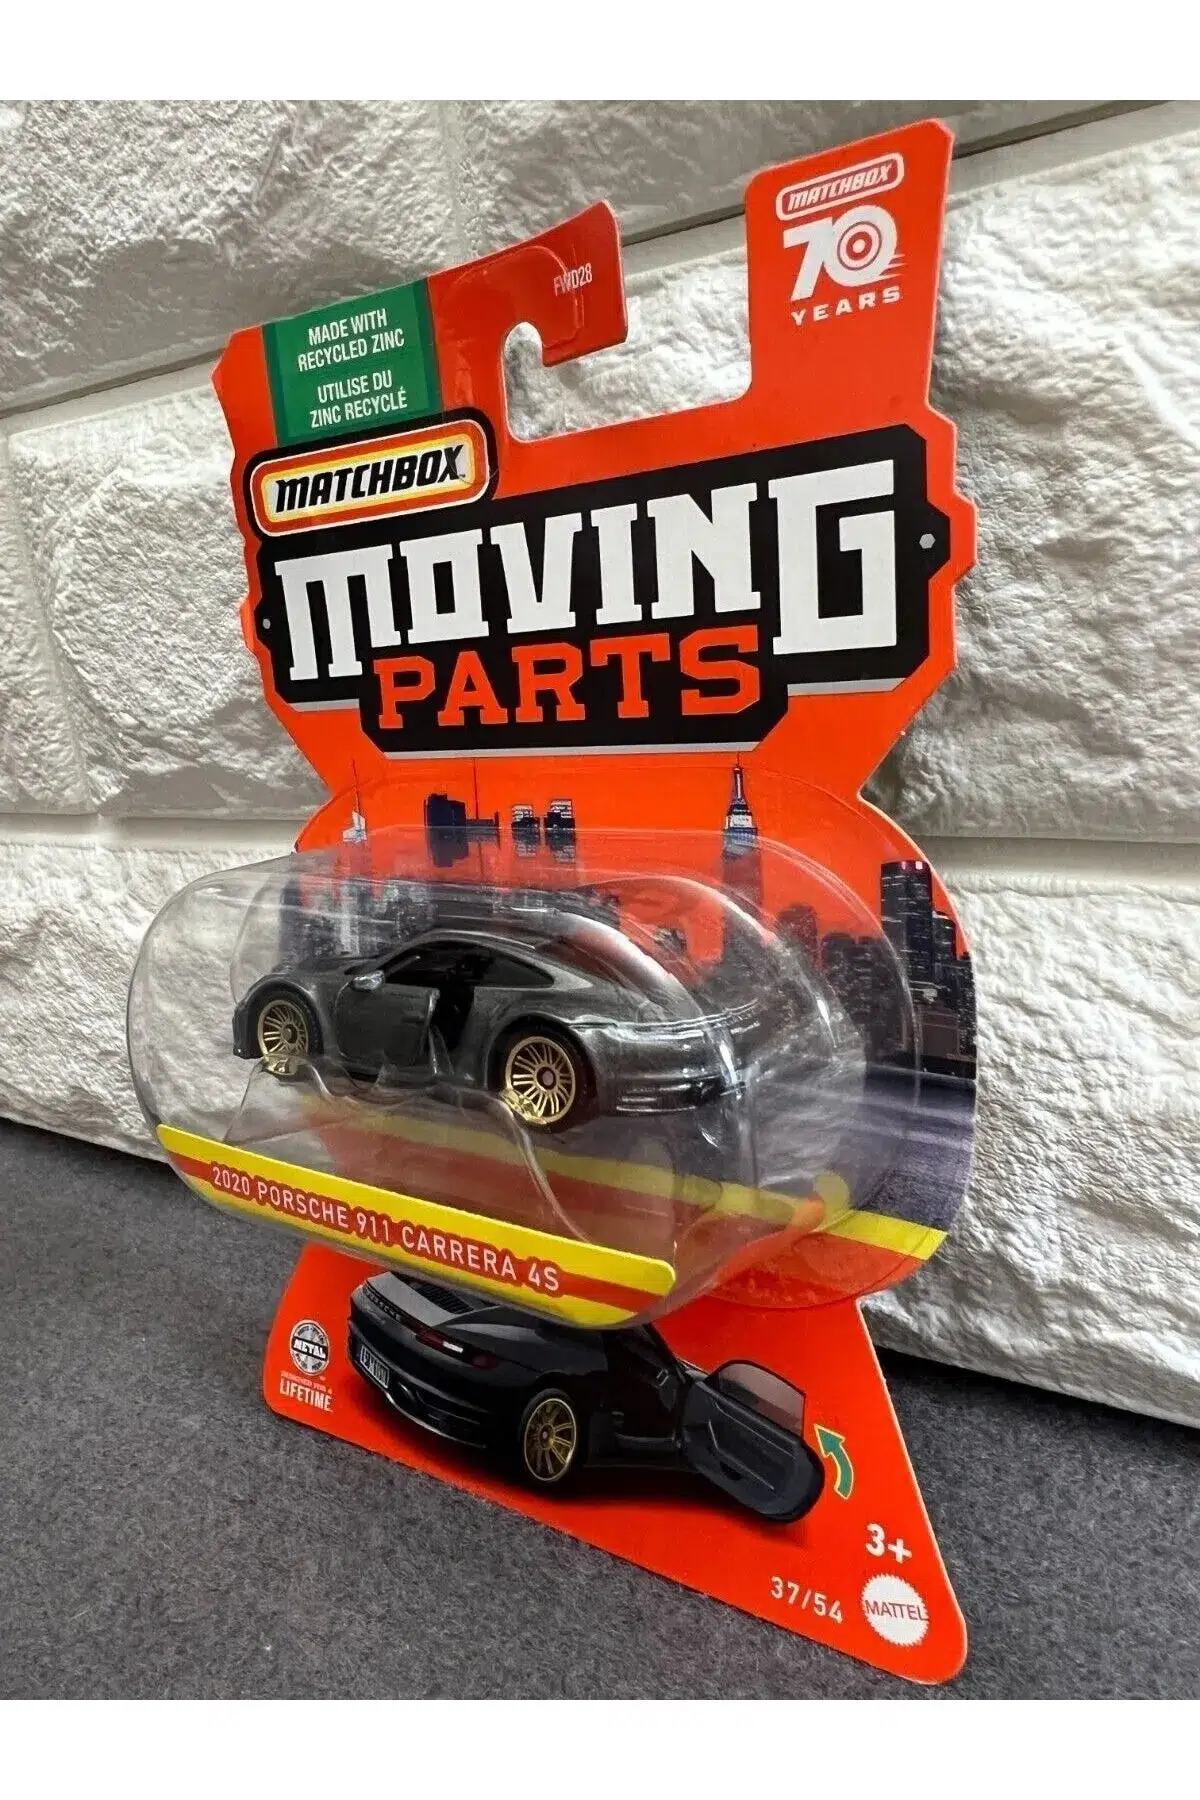 MATCHBOX
70
YEARS
FWD28
MADE WITH
RECYCLED ZINC
UTILISE DU
ZINC RECYCLÉ
MATCHBOX
MOVING
PARTS
2020 PORSCHE 911 CARRERA 4S
METAL
LIFETIME
PORSCHE
3+
37/54
MATTEL